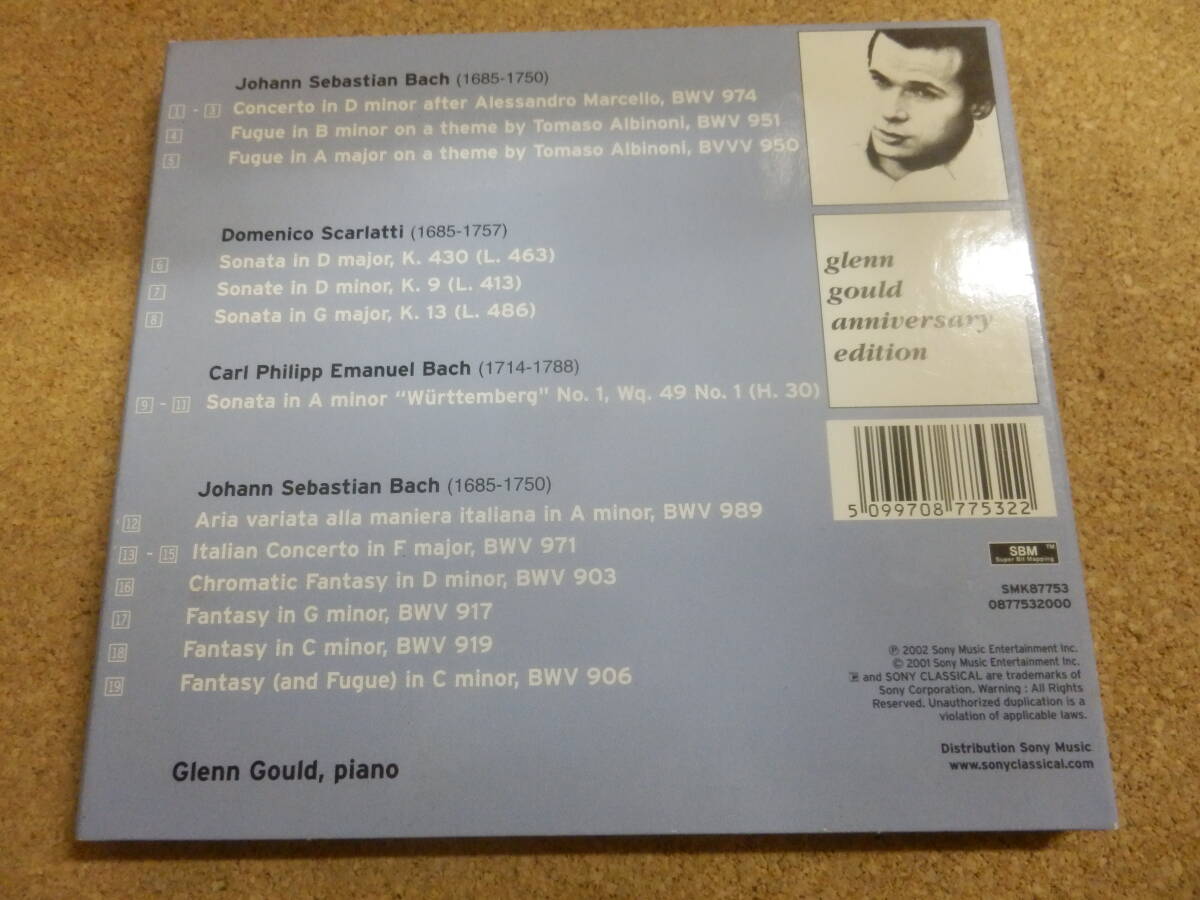 Johann Sebastian Bach (1685-1750)
1 - 3 Concerto in D minor after Alessandro Marcello, BWV 974
4 Fugue in B minor on a theme by Tomaso Albinoni, BWV 951
5 Fugue in A major on a theme by Tomaso Albinoni, BVVV 950
Domenico Scarlatti (1685-1757)
6 Sonata in D major, K. 430 (L. 463)
7 Sonate in D minor, K. 9 (L. 413)
8 Sonata in G major, K. 13 (L. 486)
Carl Philipp Emanuel Bach (1714-1788)
9 - 11 Sonata in A minor "Württemberg" No. 1, Wq. 49 No. 1 (H. 30)
Johann Sebastian Bach (1685-1750)
12 Aria variata alla maniera italiana in A minor, BWV 989
13 - 15 Italian Concerto in F major, BWV 971
16 Chromatic Fantasy in D minor, BWV 903
17 Fantasy in G minor, BWV 917
18 Fantasy in C minor, BWV 919
19 Fantasy (and Fugue) in C minor, BWV 906
Glenn Gould, piano
glenn
gould
anniversary
edition
5 099708 775322
SBM™
Super Bit Mapping
SMK87753
0877532000
℗ 2002 Sony Music Entertainment Inc.
© 2001 Sony Music Entertainment Inc.
and SONY CLASSICAL are trademarks of
Sony Corporation. Warning : All Rights
Reserved. Unauthorized duplication is a
violation of applicable laws.
Distribution Sony Music
www.sonyclassical.com